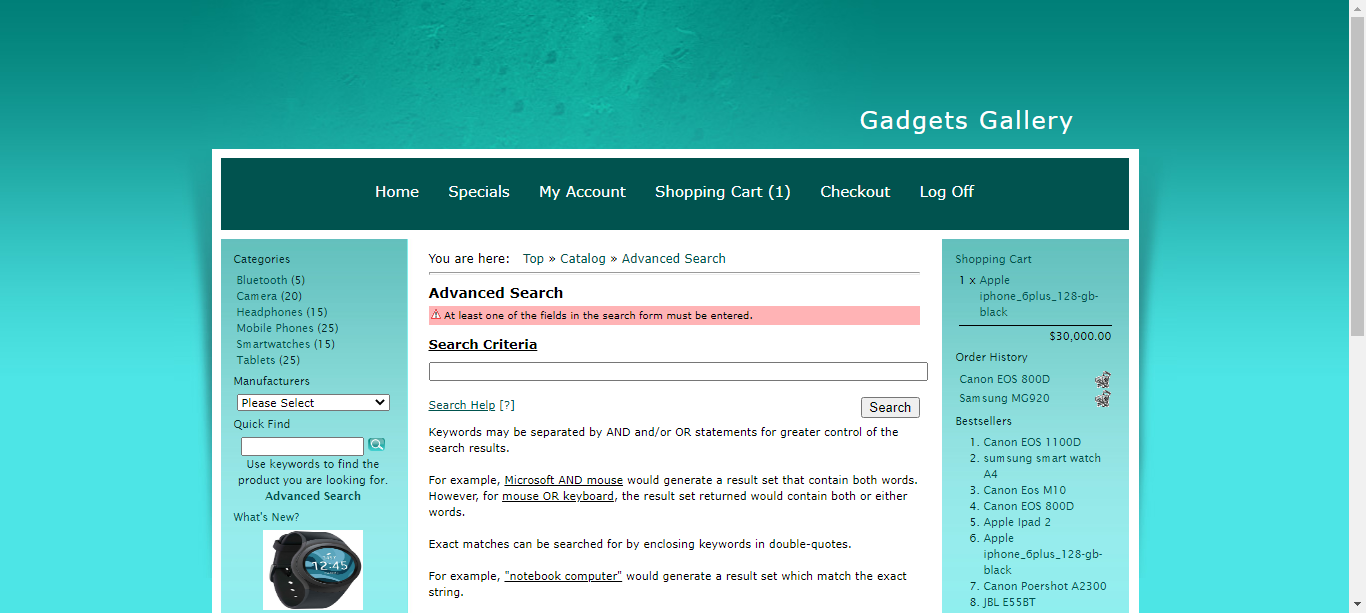 Gadgets Gallery
Home Specials My Account Shopping Cart (1) Checkout Log Off
Categories
Bluetooth (5)
Camera (20)
Headphones (15)
Mobile Phones (25)
Smartwatches (15)
Tablets (25)
Manufacturers
Please Select
Quick Find
Use keywords to find the
product you are looking for.
Advanced Search
What's New?
12:45
You are here: Top » Catalog » Advanced Search
Advanced Search
At least one of the fields in the search form must be entered.
Search Criteria
Search Help [?]
Search
Keywords may be separated by AND and/or OR statements for greater control of the
search results.
For example, Microsoft AND mouse would generate a result set that contain both words.
However, for mouse OR keyboard, the result set returned would contain both or either
words.
Exact matches can be searched for by enclosing keywords in double-quotes.
For example, "notebook computer" would generate a result set which match the exact
string.
Shopping Cart
1 x Apple
iphone_6plus_128-gb-
black
$30,000.00
Order History
Canon EOS 800D
Samsung MG920
Bestsellers
1. Canon EOS 1100D
2. sumsung smart watch
A4
3. Canon Eos M10
4. Canon EOS 800D
5. Apple Ipad 2
6. Apple
iphone_6plus_128-gb-
black
7. Canon Poershot A2300
8. JBL E55BT